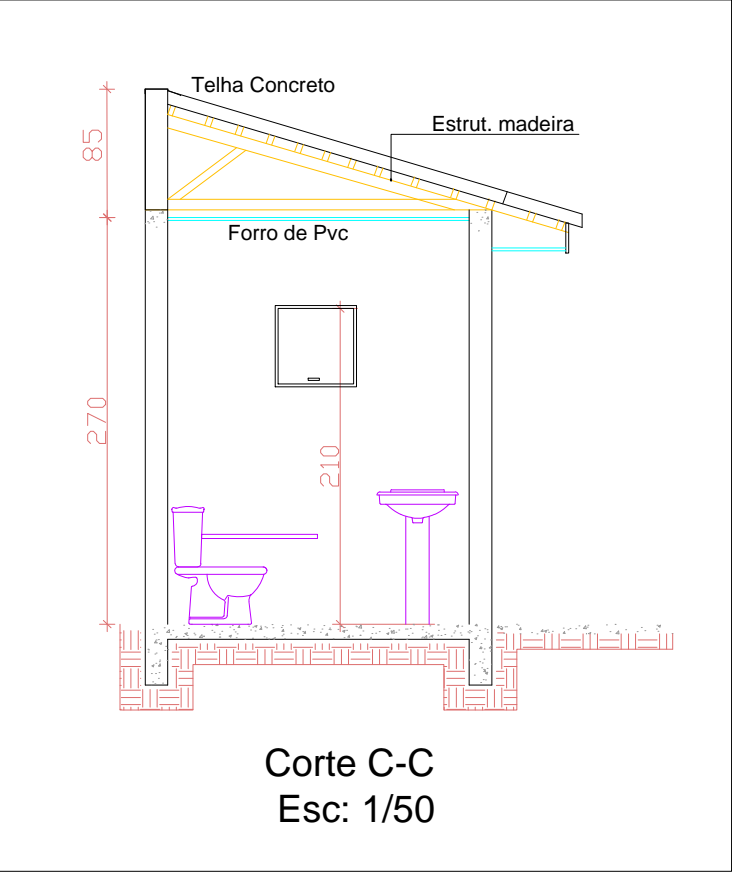 Telha Concreto
Estrut. madeira
85
Forro de Pvc
270
210
Corte C-C
Esc: 1/50